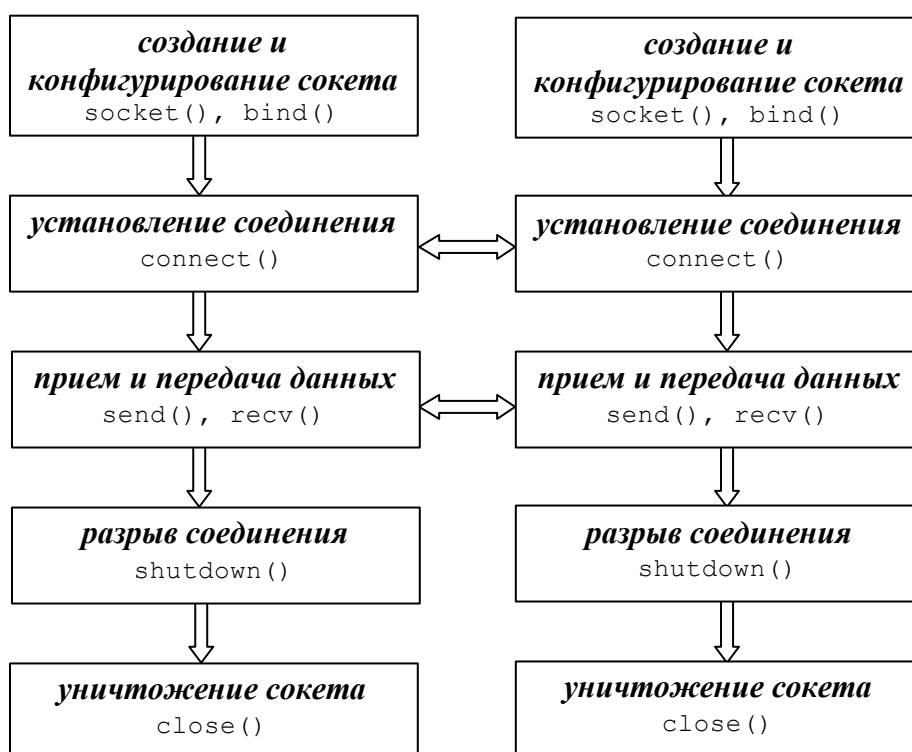 создание и
конфигурирование сокета
socket(), bind()
установление соединения
connect()
прием и передача данных
send(), recv()
разрыв соединения
shutdown()
уничтожение сокета
close()
создание и
конфигурирование сокета
socket(), bind()
установление соединения
connect()
прием и передача данных
send(), recv()
разрыв соединения
shutdown()
уничтожение сокета
close()